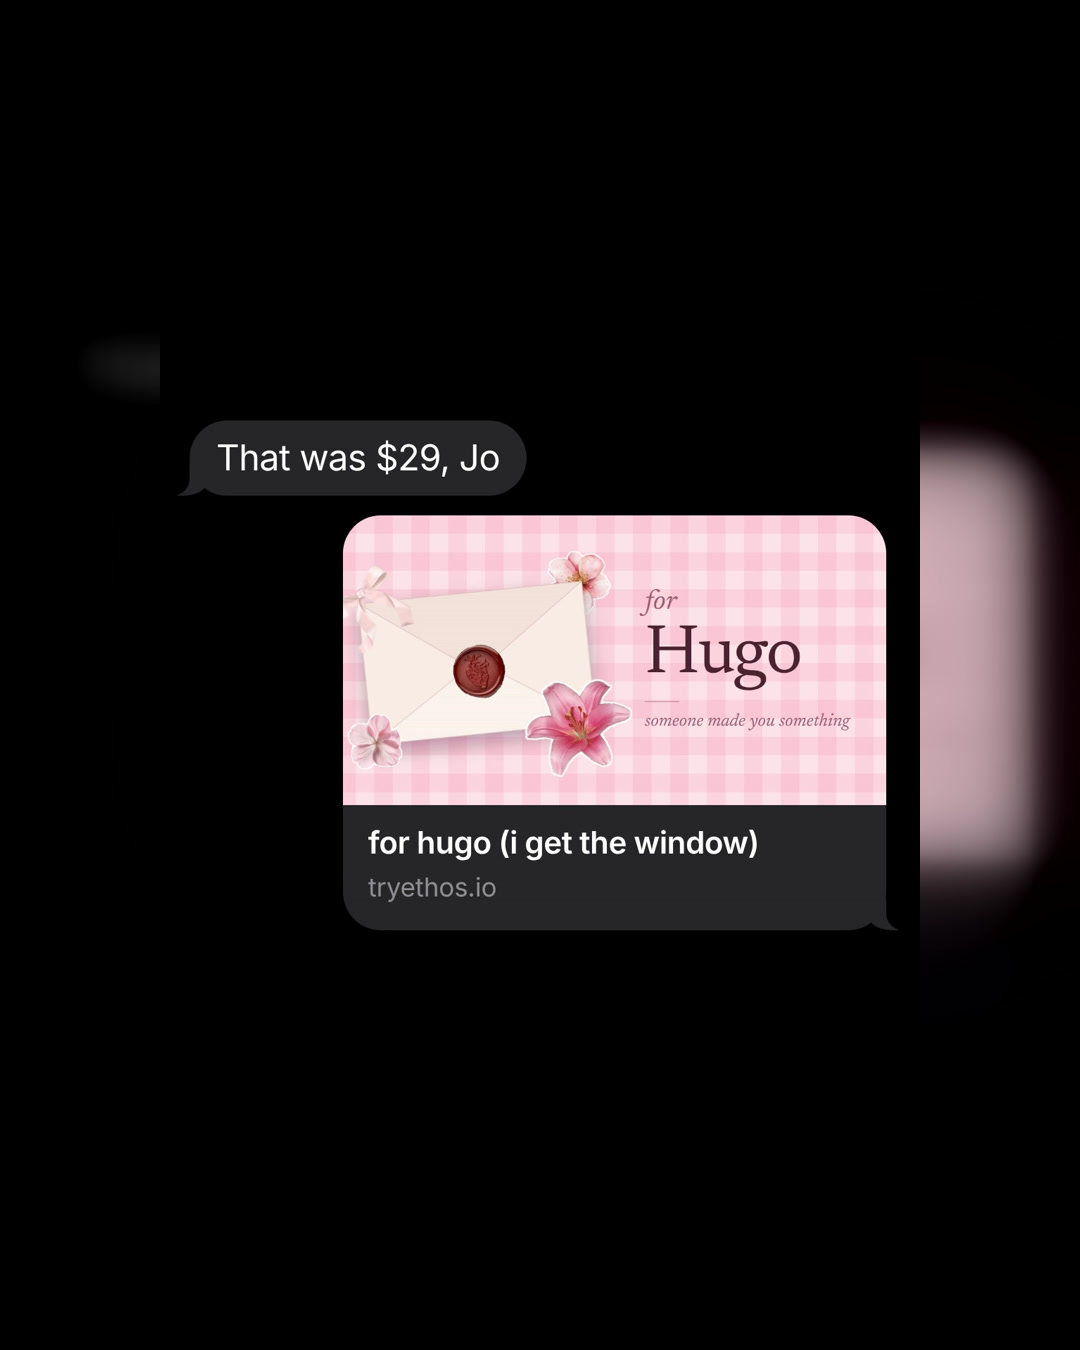 That was $29, Jo
for
Hugo
someone made you something
for hugo (i get the window)
tryethos.io